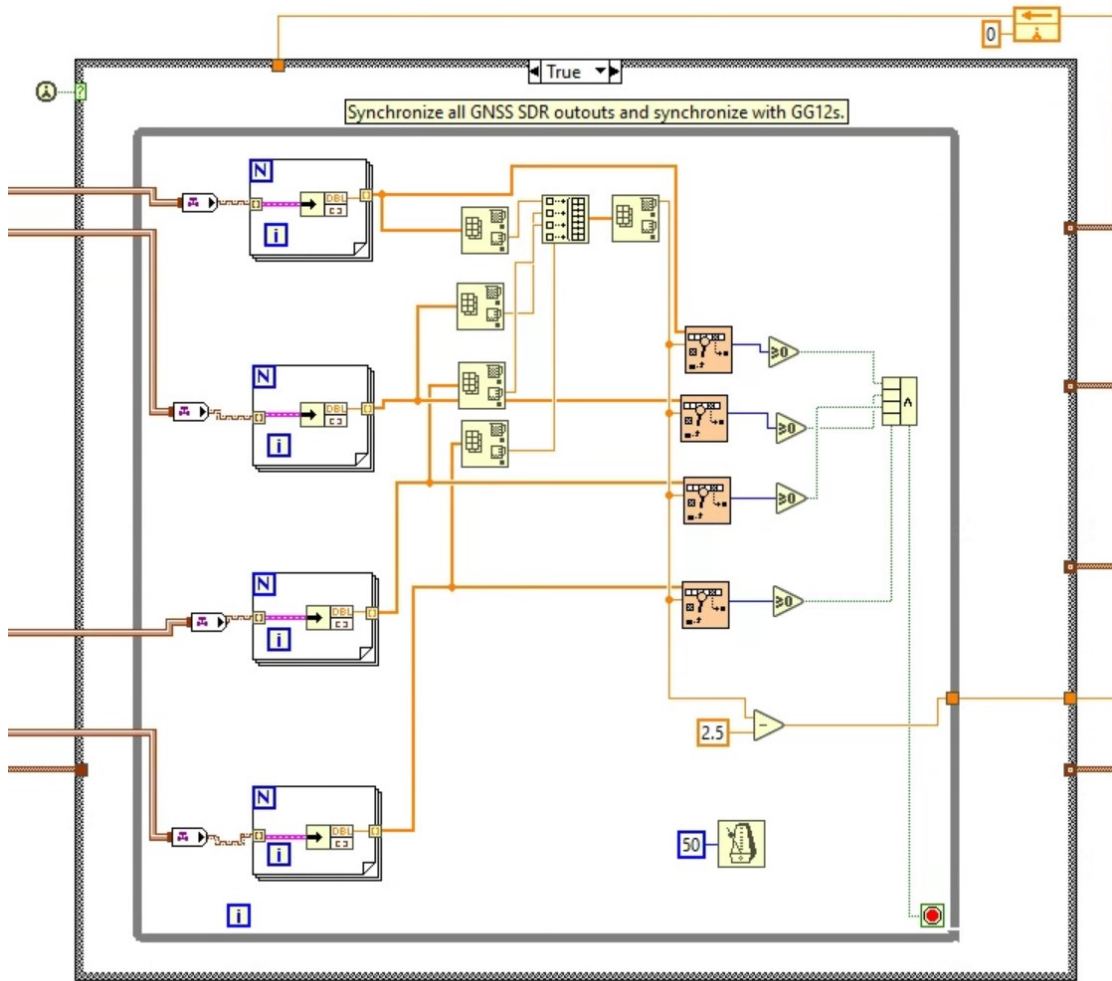 0
True
?
Synchronize all GNSS SDR outouts and synchronize with GG12s.
N
DBL
i
N
DBL
i
≥0
≥0
≥0
N
DBL
i
≥0
2.5
N
DBL
i
50
i